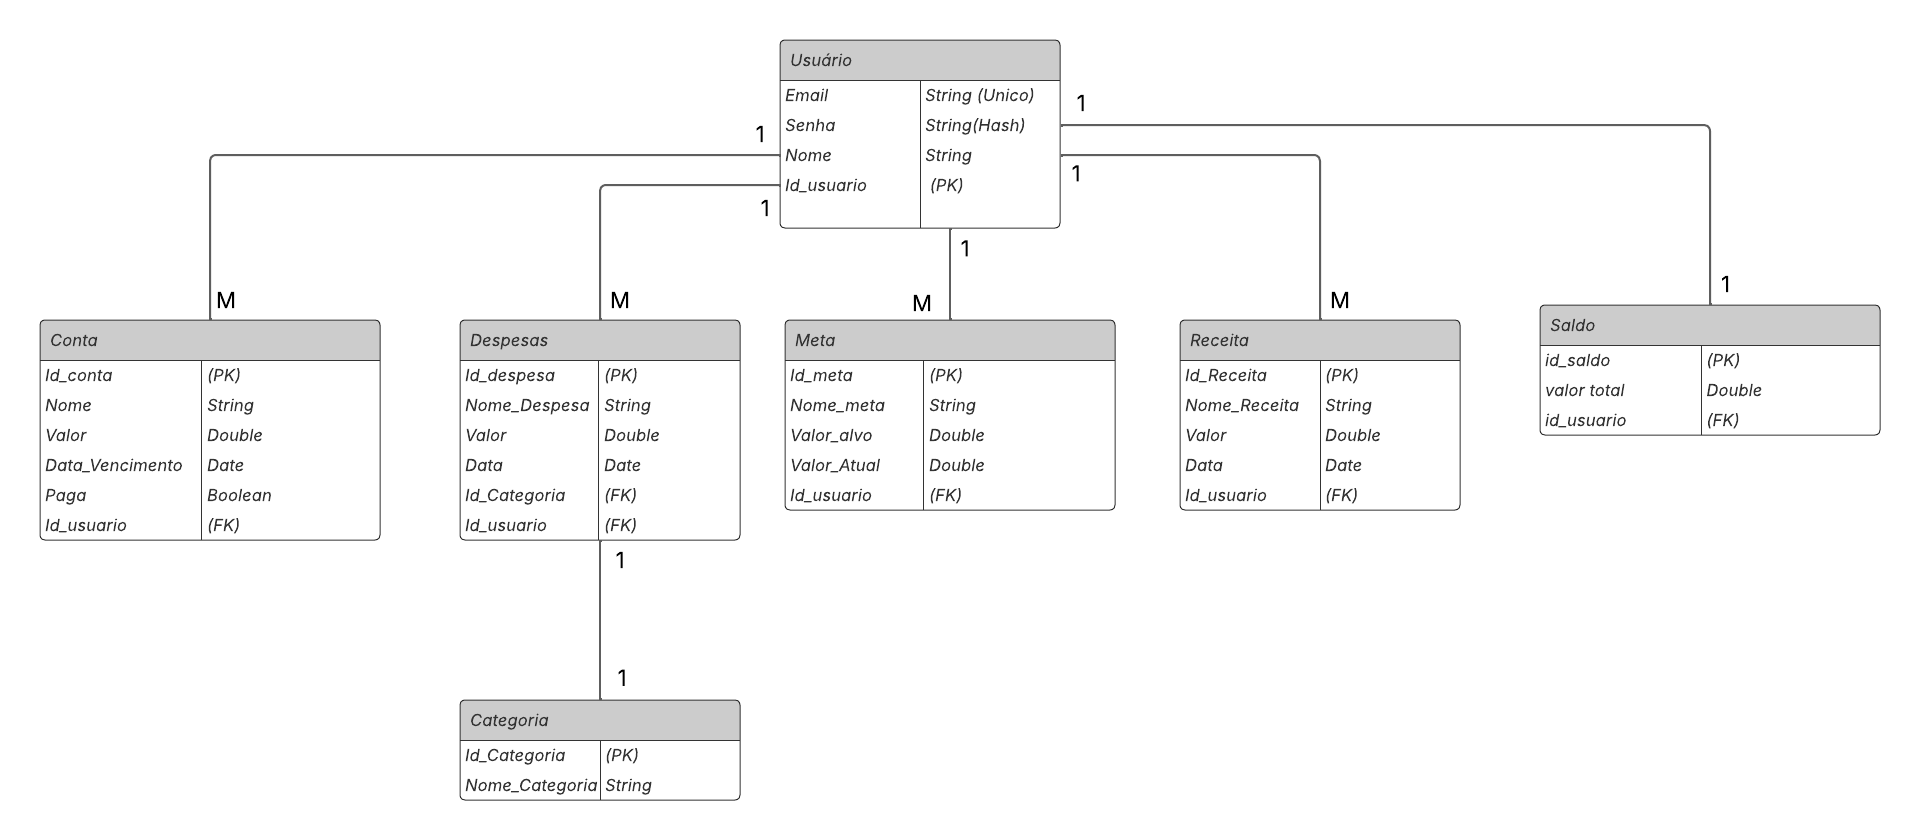 Usuário
Email String (Unico)
Senha String(Hash)
Nome String
Id_usuario (PK)
1
1
1
1
1
M
M
M
M
1
Conta
Id_conta (PK)
Nome String
Valor Double
Data_Vencimento Date
Paga Boolean
Id_usuario (FK)
Despesas
Id_despesa (PK)
Nome_Despesa String
Valor Double
Data Date
Id_Categoria (FK)
Id_usuario (FK)
Meta
Id_meta (PK)
Nome_meta String
Valor_alvo Double
Valor_Atual Double
Id_usuario (FK)
Receita
Id_Receita (PK)
Nome_Receita String
Valor Double
Data Date
Id_usuario (FK)
Saldo
id_saldo (PK)
valor total Double
id_usuario (FK)
1
1
Categoria
Id_Categoria (PK)
Nome_Categoria String